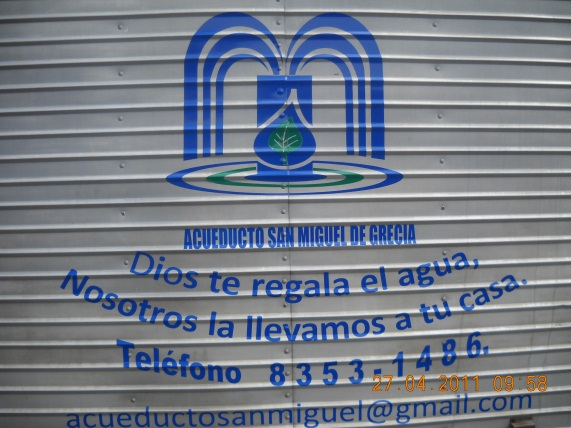 ACUEDUCTO SAN MIGUEL DE GRECIA
Dios te regala el agua,
Nosotros la llevamos a tu casa.
Teléfono 8353-1486.
27.04.2011 09:58
acueductosanmiguel@gmail.com